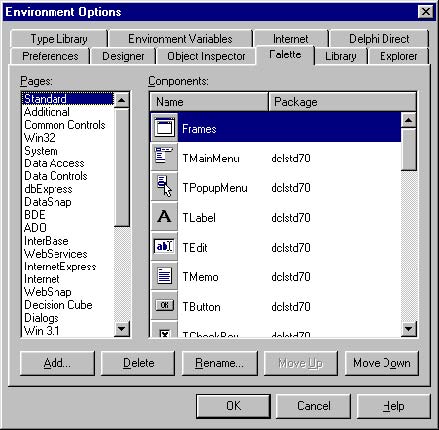 Environment Options
Type Library Environment Variables Internet Delphi Direct
Preferences Designer Object Inspector Palette Library Explorer
Pages:
Standard
Additional
Common Controls
Win32
System
Data Access
Data Controls
dbExpress
DataSnap
BDE
ADO
InterBase
WebServices
InternetExpress
Internet
WebSnap
Decision Cube
Dialogs
Win 3.1
Components:
Name Package
Frames
TMainMenu dclstd70
TPopupMenu dclstd70
A TLabel dclstd70
ab TEdit dclstd70
TMemo dclstd70
OK TButton dclstd70
TCheckBox dclstd70
Add... Delete Rename... Move Up Move Down
OK Cancel Help